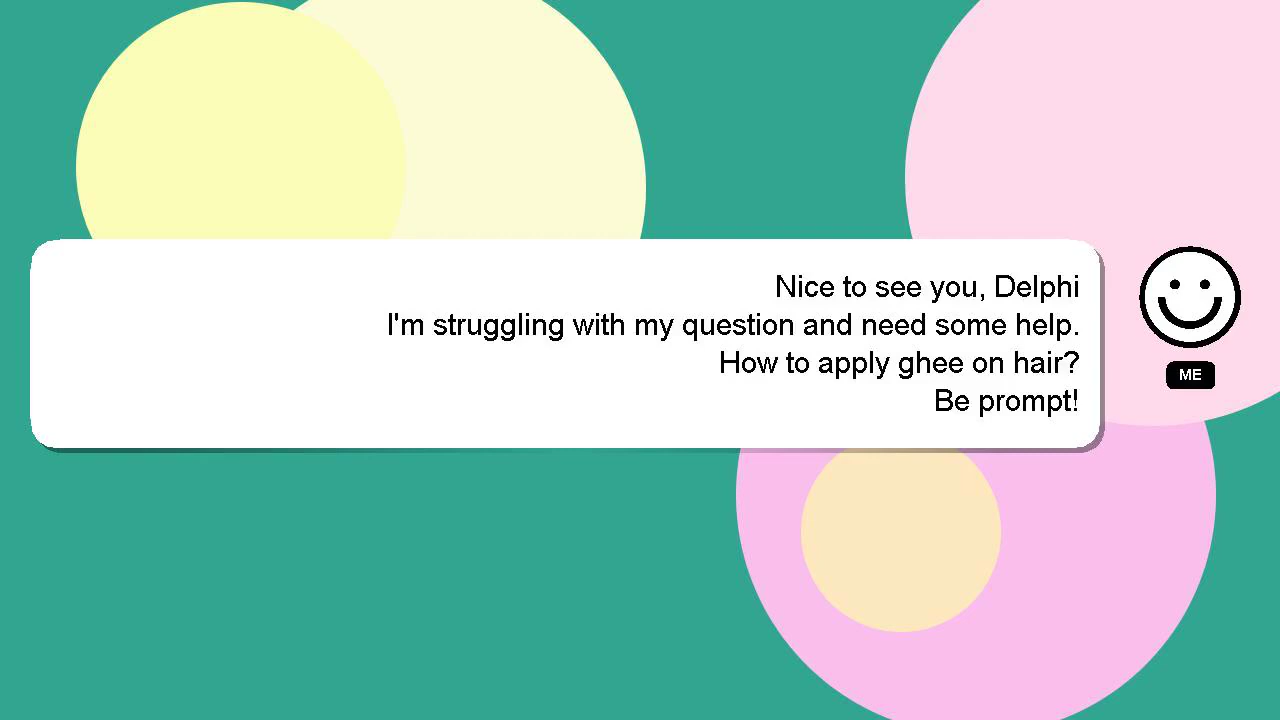 Nice to see you, Delphi
I'm struggling with my question and need some help.
How to apply ghee on hair?
Be prompt!
ME